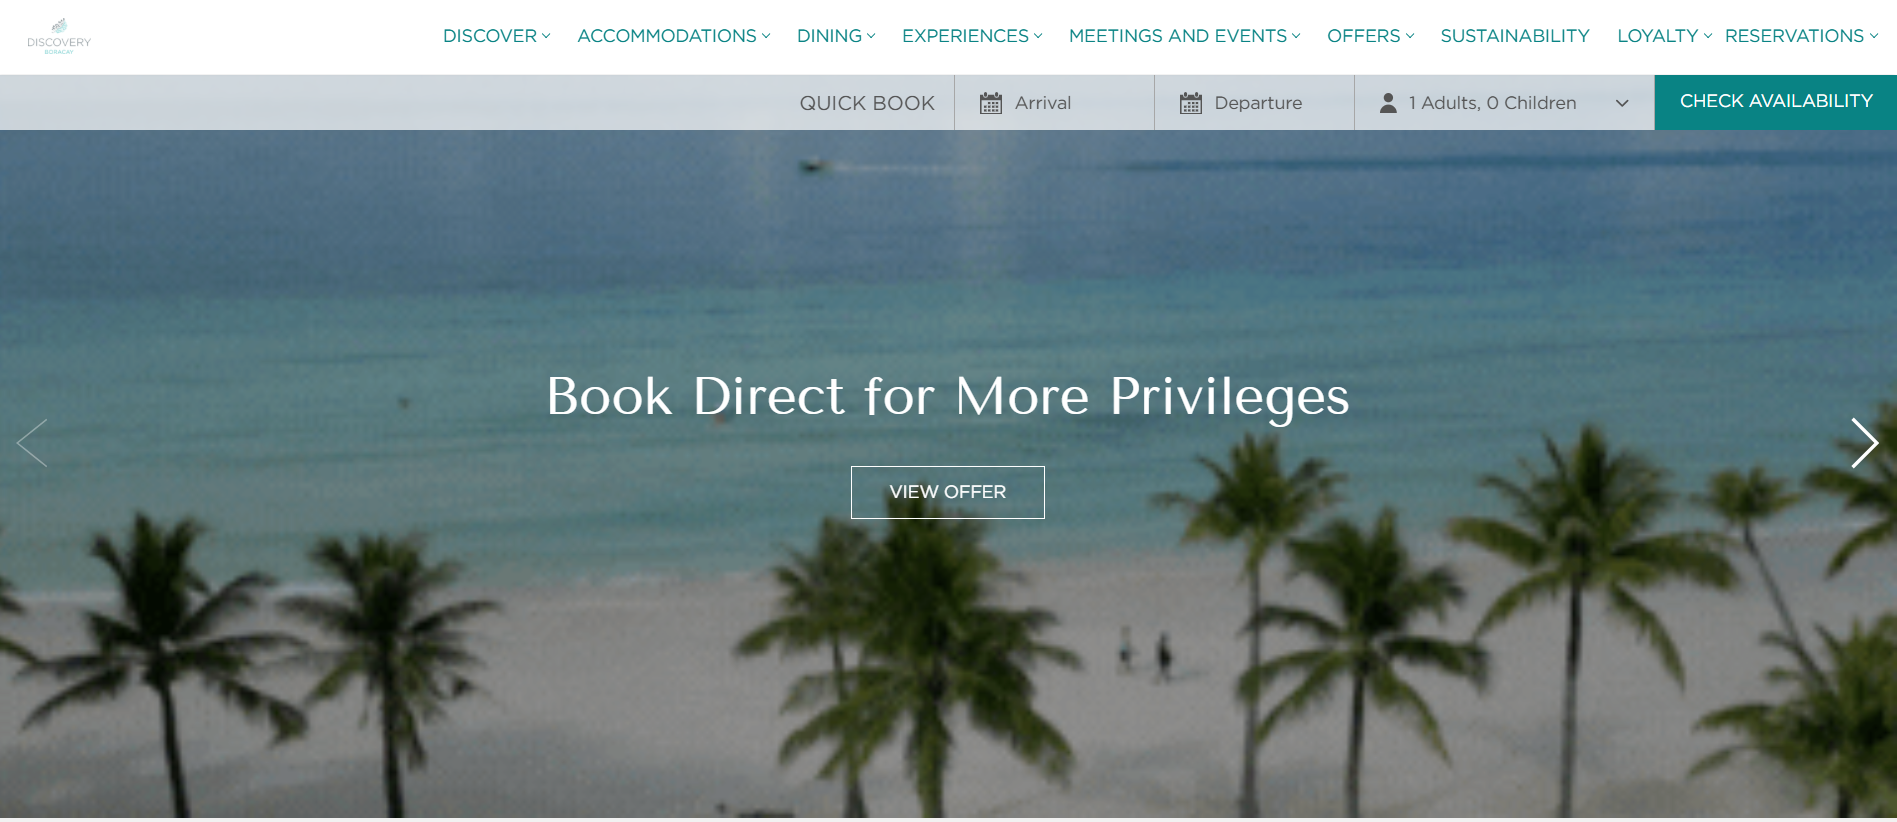 DISCOVERY
BORACAY
DISCOVER
ACCOMMODATIONS
DINING
EXPERIENCES
MEETINGS AND EVENTS
OFFERS
SUSTAINABILITY
LOYALTY
RESERVATIONS
QUICK BOOK
Arrival
Departure
1 Adults, 0 Children
CHECK AVAILABILITY
Book Direct for More Privileges
VIEW OFFER